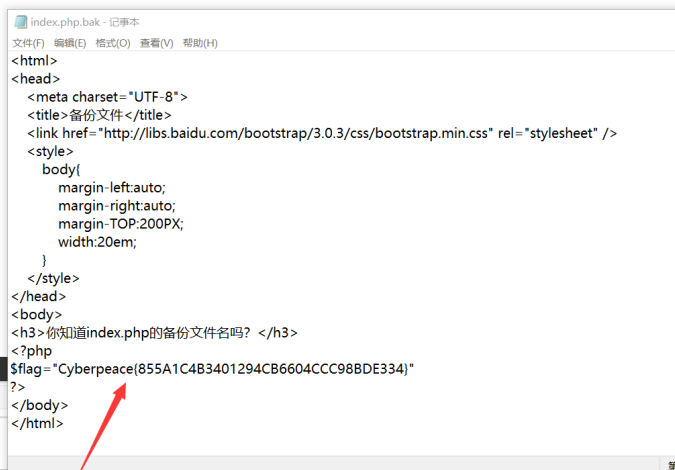 index.php.bak - 记事本
文件(F) 编辑(E) 格式(O) 查看(V) 帮助(H)
<html>
<head>
    <meta charset="UTF-8">
    <title>备份文件</title>
    <link href="http://libs.baidu.com/bootstrap/3.0.3/css/bootstrap.min.css" rel="stylesheet" />
    <style>
        body{
            margin-left:auto;
            margin-right:auto;
            margin-TOP:200PX;
            width:20em;
        }
    </style>
</head>
<body>
<h3>你知道index.php的备份文件名吗？</h3>
<?php
$flag="Cyberpeace{855A1C4B3401294CB6604CCC98BDE334}"
?>
</body>
</html>